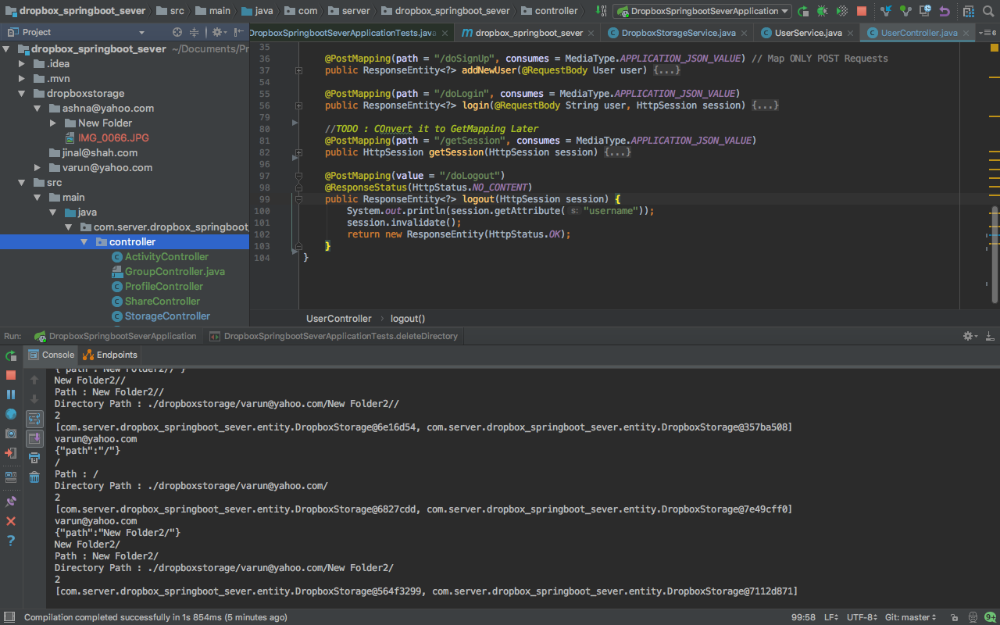 dropbox_springboot_sever src main java com server dropbox_springboot_sever controller DropboxSpringbootSeverApplication
Project
DropboxSpringbootSeverApplicationTests.java dropbox_springboot_sever DropboxStorageService.java UserService.java UserController.java 6
dropbox_springboot_sever ~/Documents/Pr
.idea
.mvn
dropboxstorage
ashna@yahoo.com
New Folder
IMG_0066.JPG
jinal@shah.com
varun@yahoo.com
src
main
java
com.server.dropbox_springboot_
controller
ActivityController
GroupController.java
ProfileController
ShareController
StorageController
35
36 @PostMapping(path = "/doSignUp", consumes = MediaType.APPLICATION_JSON_VALUE) // Map ONLY POST Requests
37 public ResponseEntity<?> addNewUser(@RequestBody User user) {...}
54
55 @PostMapping(path = "/doLogin", consumes = MediaType.APPLICATION_JSON_VALUE)
56 public ResponseEntity<?> login(@RequestBody String user, HttpSession session) {...}
79
80 //TODO : COnvert it to GetMapping Later
81 @PostMapping(path = "/getSession", consumes = MediaType.APPLICATION_JSON_VALUE)
82 public HttpSession getSession(HttpSession session) {...}
96
97 @PostMapping(value = "/doLogout")
98 @ResponseStatus(HttpStatus.NO_CONTENT)
99 public ResponseEntity<?> logout(HttpSession session) {
100 System.out.println(session.getAttribute( s: "username"));
101 session.invalidate();
102 return new ResponseEntity(HttpStatus.OK);
103 }
104 }
UserController › logout()
Run: DropboxSpringbootSeverApplication DropboxSpringbootSeverApplicationTests.deleteDirectory
Console Endpoints
{"path":"New Folder2//"}
New Folder2//
Path : New Folder2//
Directory Path : ./dropboxstorage/varun@yahoo.com/New Folder2//
2
[com.server.dropbox_springboot_sever.entity.DropboxStorage@6e16d54, com.server.dropbox_springboot_sever.entity.DropboxStorage@357ba508]
varun@yahoo.com
{"path":"/"}
/
Path : /
Directory Path : ./dropboxstorage/varun@yahoo.com/
2
[com.server.dropbox_springboot_sever.entity.DropboxStorage@6827cdd, com.server.dropbox_springboot_sever.entity.DropboxStorage@7e49cff0]
varun@yahoo.com
{"path":"New Folder2/"}
New Folder2/
Path : New Folder2/
Directory Path : ./dropboxstorage/varun@yahoo.com/New Folder2/
2
[com.server.dropbox_springboot_sever.entity.DropboxStorage@564f3299, com.server.dropbox_springboot_sever.entity.DropboxStorage@7112d871]
Compilation completed successfully in 1s 854ms (5 minutes ago) 99:58 LF UTF-8 Git: master 9+